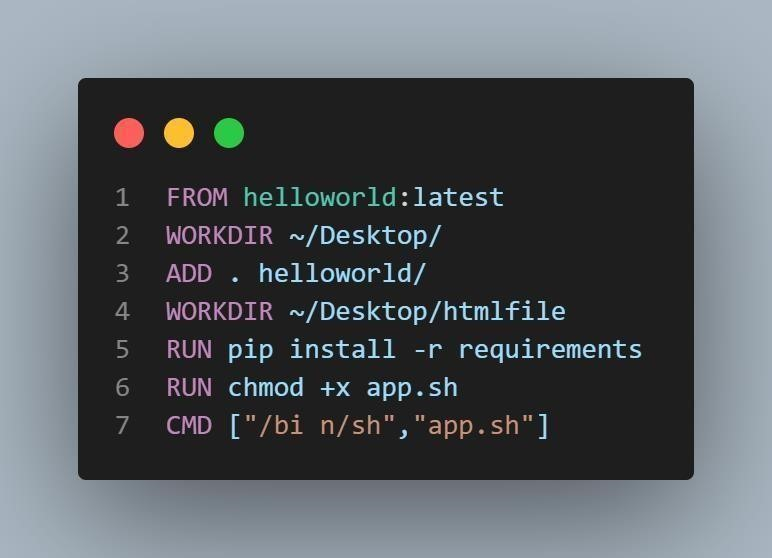 1 FROM helloworld:latest
2 WORKDIR ~/Desktop/
3 ADD . helloworld/
4 WORKDIR ~/Desktop/htmlfile
5 RUN pip install -r requirements
6 RUN chmod +x app.sh
7 CMD ["/bi n/sh","app.sh"]